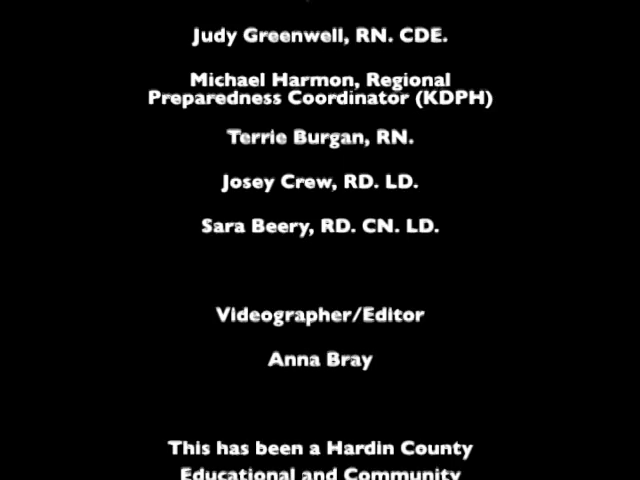 Judy Greenwell, RN. CDE.
Michael Harmon, Regional
Preparedness Coordinator (KDPH)
Terrie Burgan, RN.
Josey Crew, RD. LD.
Sara Beery, RD. CN. LD.
Videographer/Editor
Anna Bray
This has been a Hardin County
Educational and Community